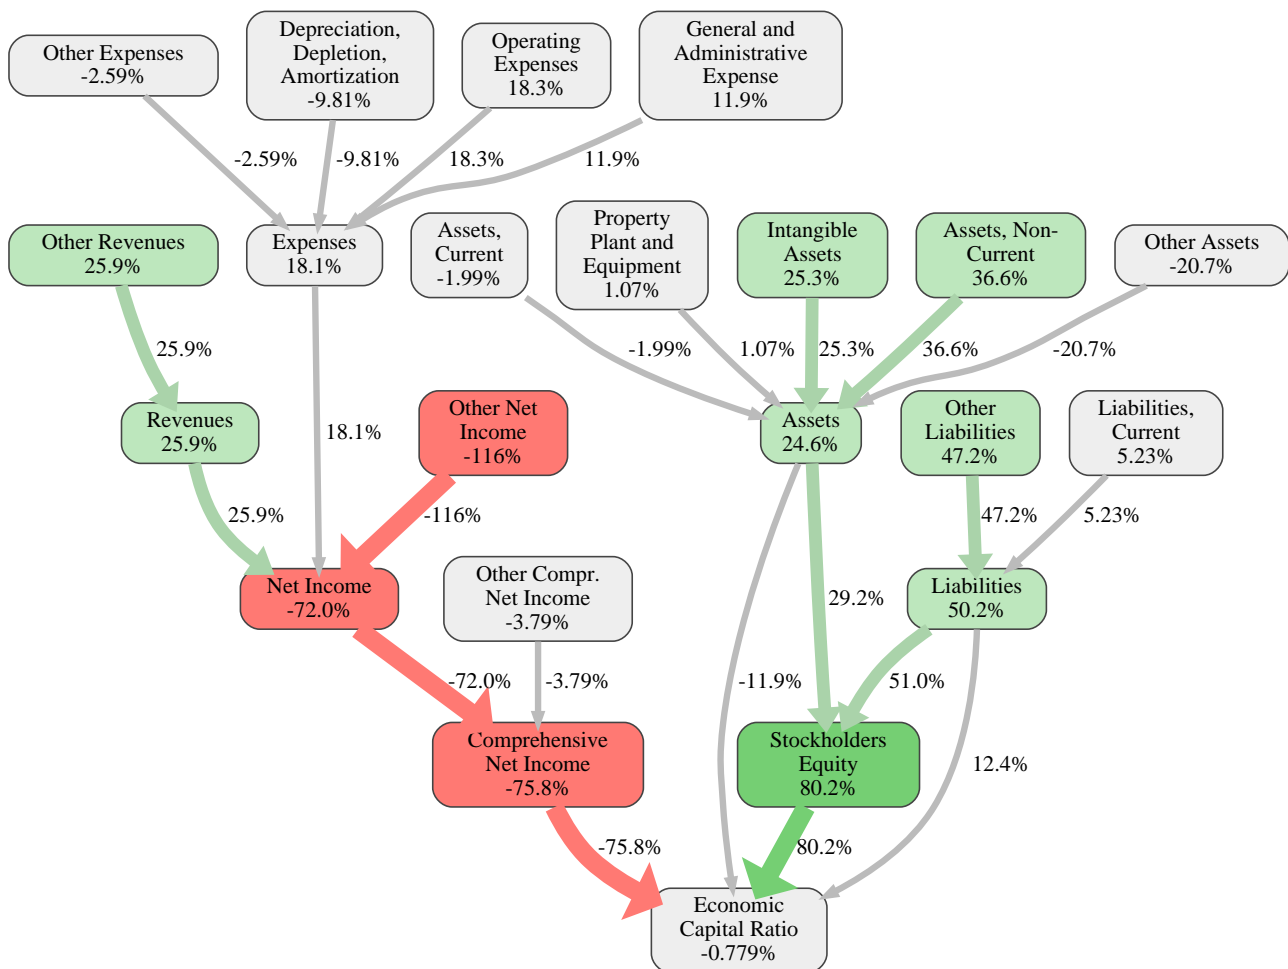 Other Expenses
-2.59%
Depreciation,
Depletion,
Amortization
-9.81%
Operating
Expenses
18.3%
General and
Administrative
Expense
11.9%
-2.59%
-9.81%
18.3%
11.9%
Other Revenues
25.9%
Expenses
18.1%
Assets,
Current
-1.99%
Property
Plant and
Equipment
1.07%
Intangible
Assets
25.3%
Assets, Non-
Current
36.6%
Other Assets
-20.7%
25.9%
-1.99%
1.07%
25.3%
36.6%
-20.7%
Revenues
25.9%
18.1%
Other Net
Income
-116%
Assets
24.6%
Other
Liabilities
47.2%
Liabilities,
Current
5.23%
25.9%
-116%
47.2%
5.23%
Net Income
-72.0%
Other Compr.
Net Income
-3.79%
29.2%
Liabilities
50.2%
-72.0%
-3.79%
-11.9%
51.0%
Comprehensive
Net Income
-75.8%
Stockholders
Equity
80.2%
12.4%
-75.8%
80.2%
Economic
Capital Ratio
-0.779%